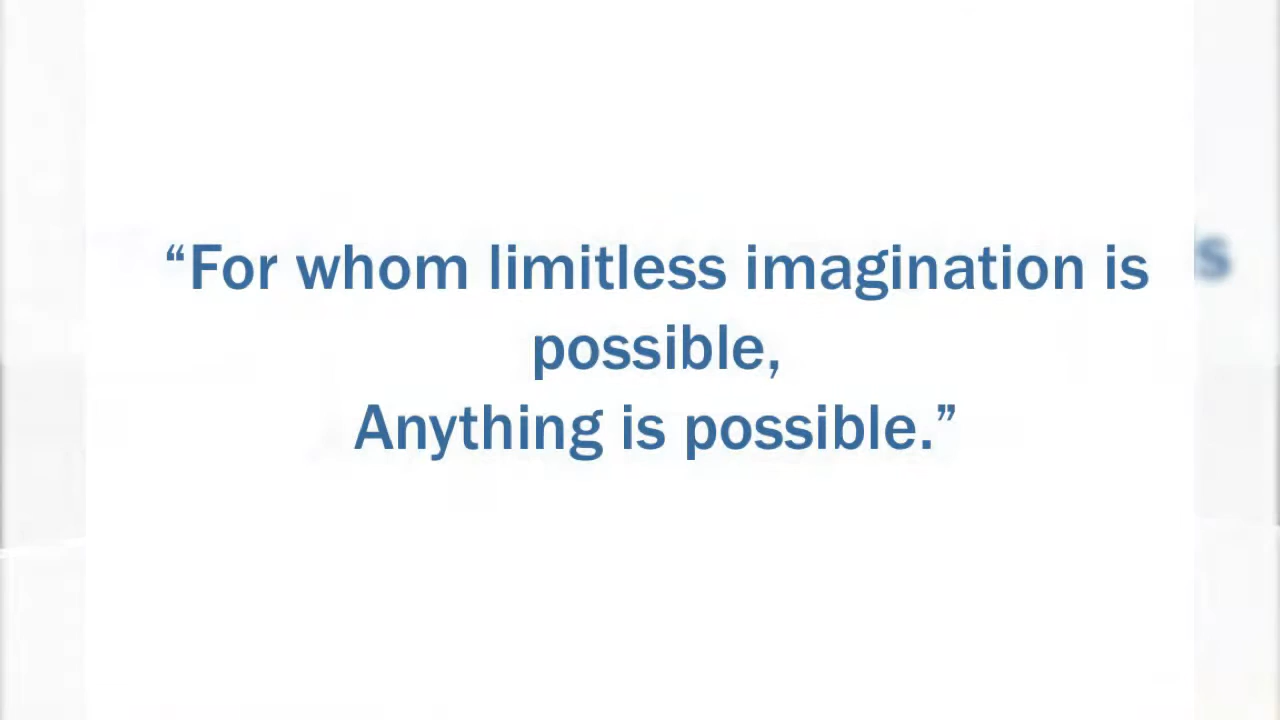 “For whom limitless imagination is
possible,
Anything is possible.”